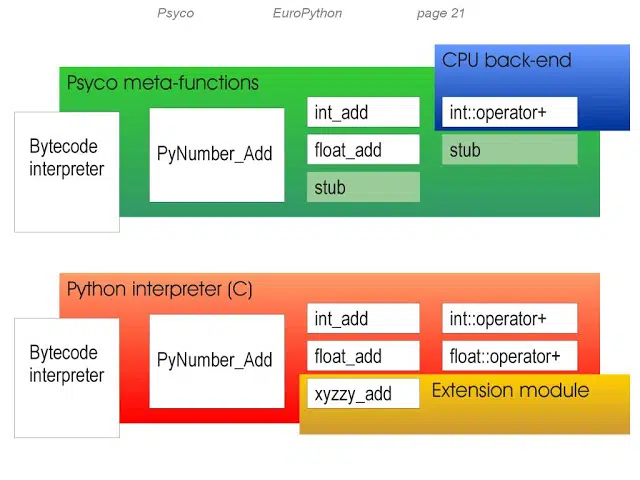 Psyco EuroPython page 21
CPU back-end
Psyco meta-functions
int_add int::operator+
Bytecode
interpreter
PyNumber_Add
float_add stub
stub
Python interpreter (C)
int_add int::operator+
Bytecode
interpreter
PyNumber_Add
float_add float::operator+
xyzzy_add Extension module